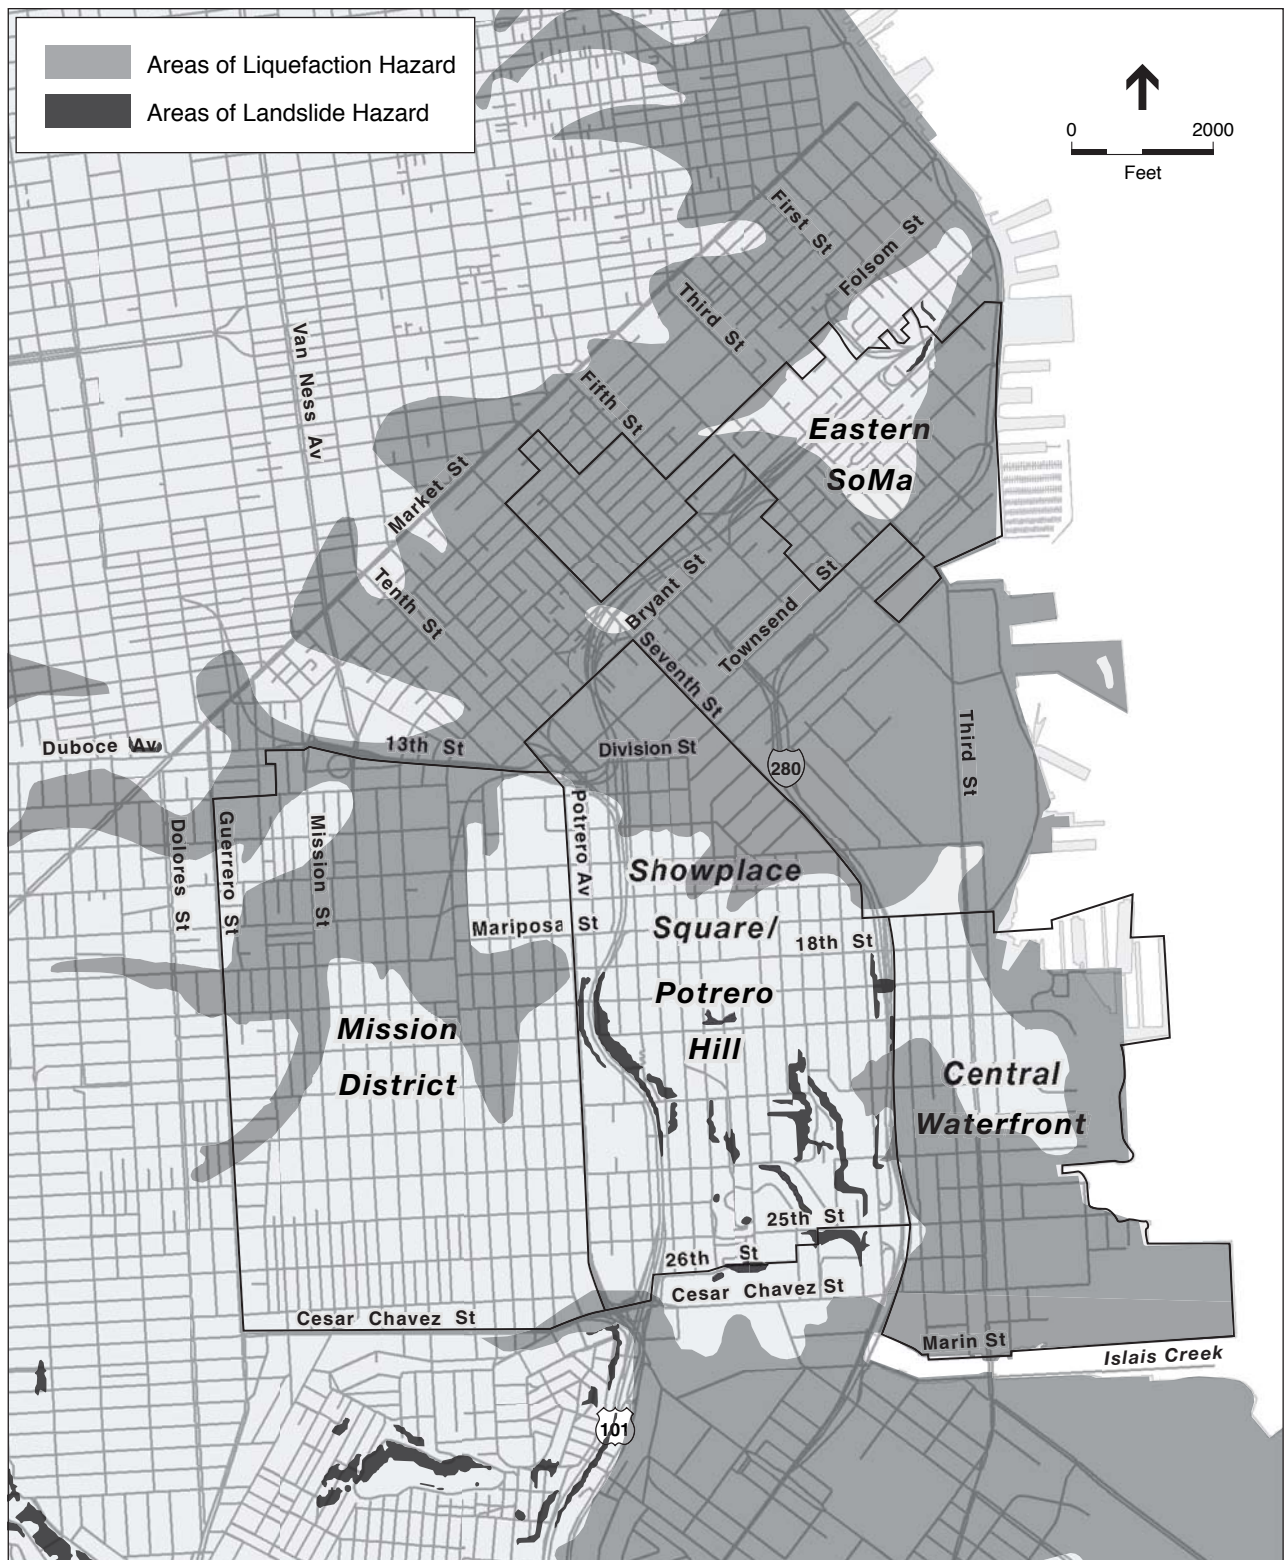 Areas of Liquefaction Hazard
Areas of Landslide Hazard
0 2000
Feet
First St
Folsom St
Third St
Van Ness Av
Fifth St
Eastern
SoMa
Market St
Tenth St
Bryant St
Townsend St
Seventh St
Duboce Av
13th St
Division St
280
Third St
Potrero Av
Dolores St
Guerrero St
Mission St
Showplace
Square/
Potrero
Hill
Mariposa St
18th St
Mission
District
Central
Waterfront
25th St
26th St
Cesar Chavez St
Cesar Chavez St
Marin St
Islais Creek
101